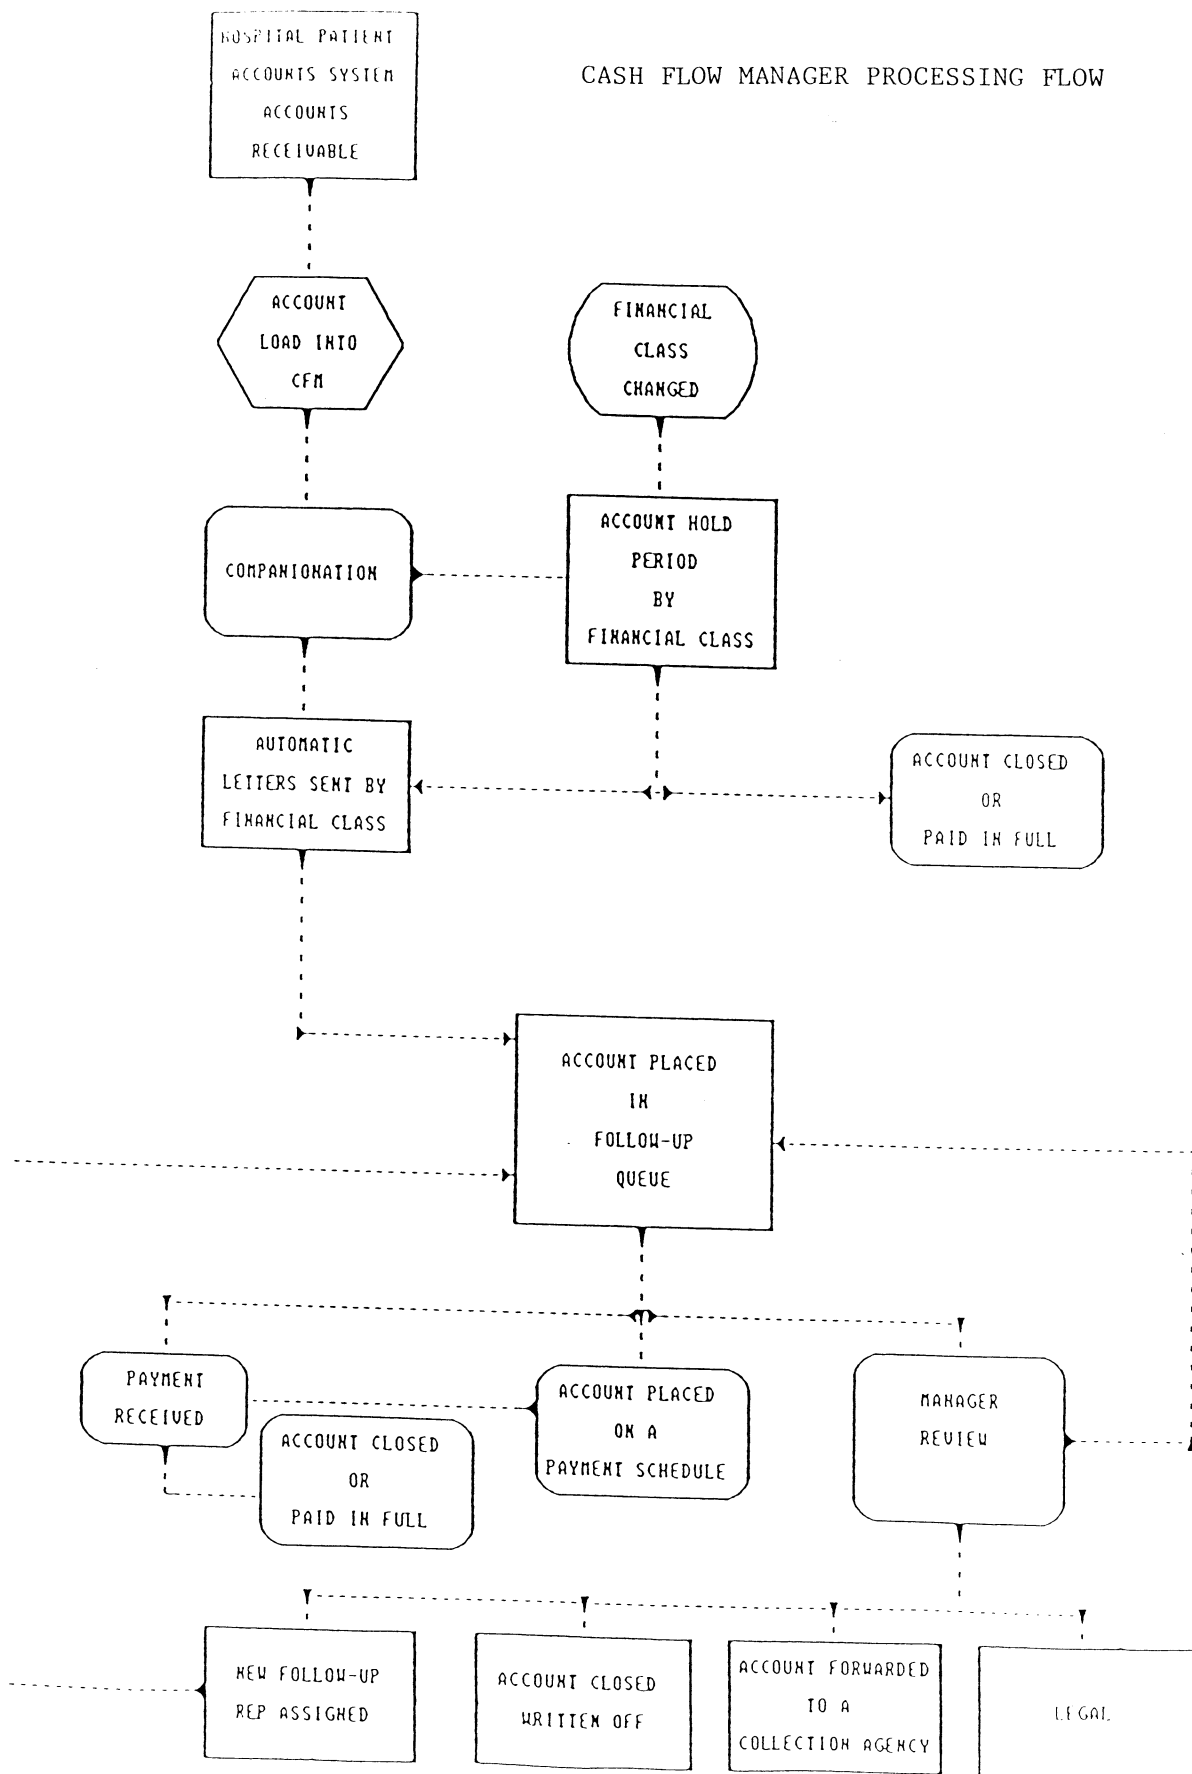 HOSPITAL PATIENT
ACCOUNTS SYSTEM
ACCOUNTS
RECEIVABLE
CASH FLOW MANAGER PROCESSING FLOW
ACCOUNT
LOAD INTO
CFM
FINANCIAL
CLASS
CHANGED
COMPANIONATION
ACCOUNT HOLD
PERIOD
BY
FINANCIAL CLASS
AUTOMATIC
LETTERS SENT BY
FINANCIAL CLASS
ACCOUNT CLOSED
OR
PAID IN FULL
ACCOUNT PLACED
IN
FOLLOW-UP
QUEUE
PAYMENT
RECEIVED
ACCOUNT CLOSED
OR
PAID IN FULL
ACCOUNT PLACED
ON A
PAYMENT SCHEDULE
MANAGER
REVIEW
NEW FOLLOW-UP
REP ASSIGNED
ACCOUNT CLOSED
WRITTEN OFF
ACCOUNT FORWARDED
TO A
COLLECTION AGENCY
LEGAL